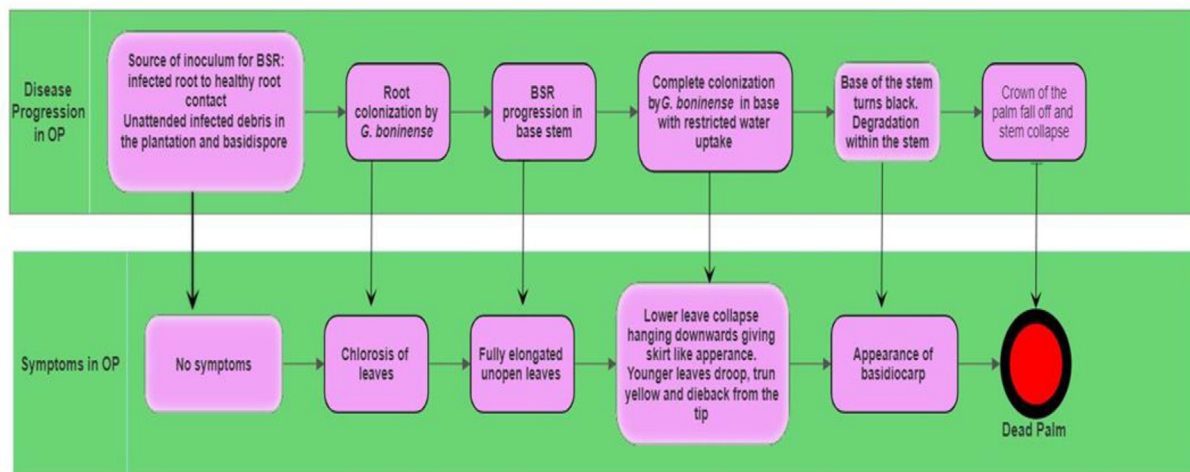 Disease
Progression
in OP
Source of inoculum for BSR:
infected root to healthy root
contact
Unattended infected debris in
the plantation and basidispore
Root
colonization by
G. boninense
BSR
progression in
base stem
Complete colonization
byG. boninense in base
with restricted water
uptake
Base of the stem
turns black.
Degradation
within the stem
Crown of the
palm fall off and
stem collapse
Symptoms in OP
No symptoms
Chlorosis of
leaves
Fully elongated
unopen leaves
Lower leave collapse
hanging downwards giving
skirt like apperance.
Younger leaves droop, trun
yellow and dieback from the
tip
Appearance of
basidiocarp
Dead Palm